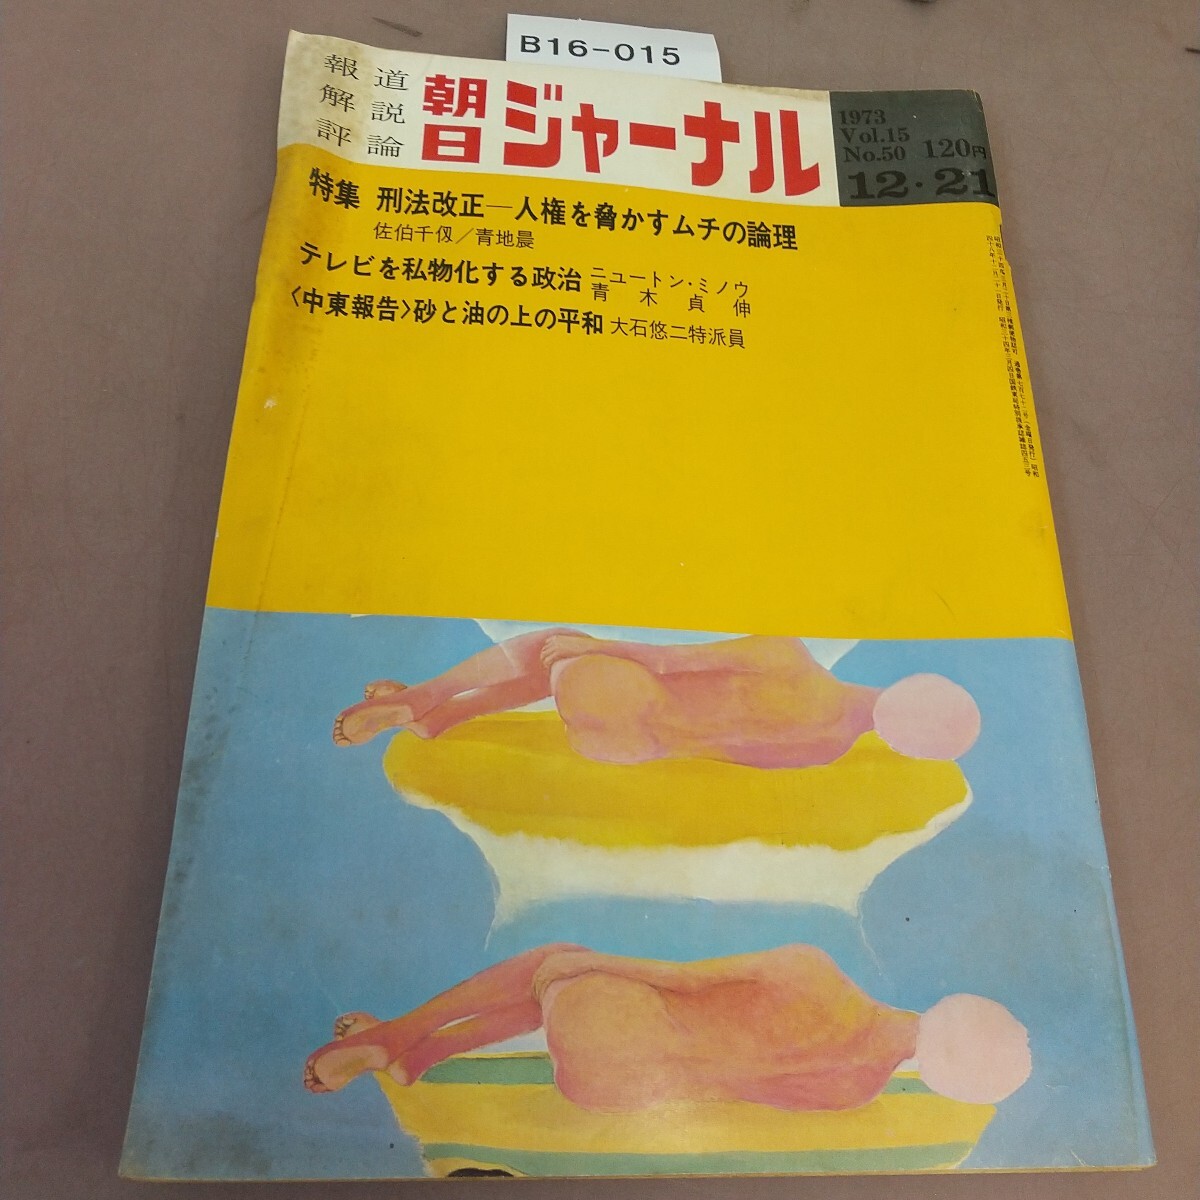 B16-015
報道
解説
評論
朝日ジャーナル
1973
Vol.15
No.50 120円
12・21
特集 刑法改正―人権を脅かすムチの論理
佐伯千仭/青地晨
テレビを私物化する政治 ニュートン・ミノウ
青木貞伸
〈中東報告〉砂と油の上の平和 大石悠二特派員